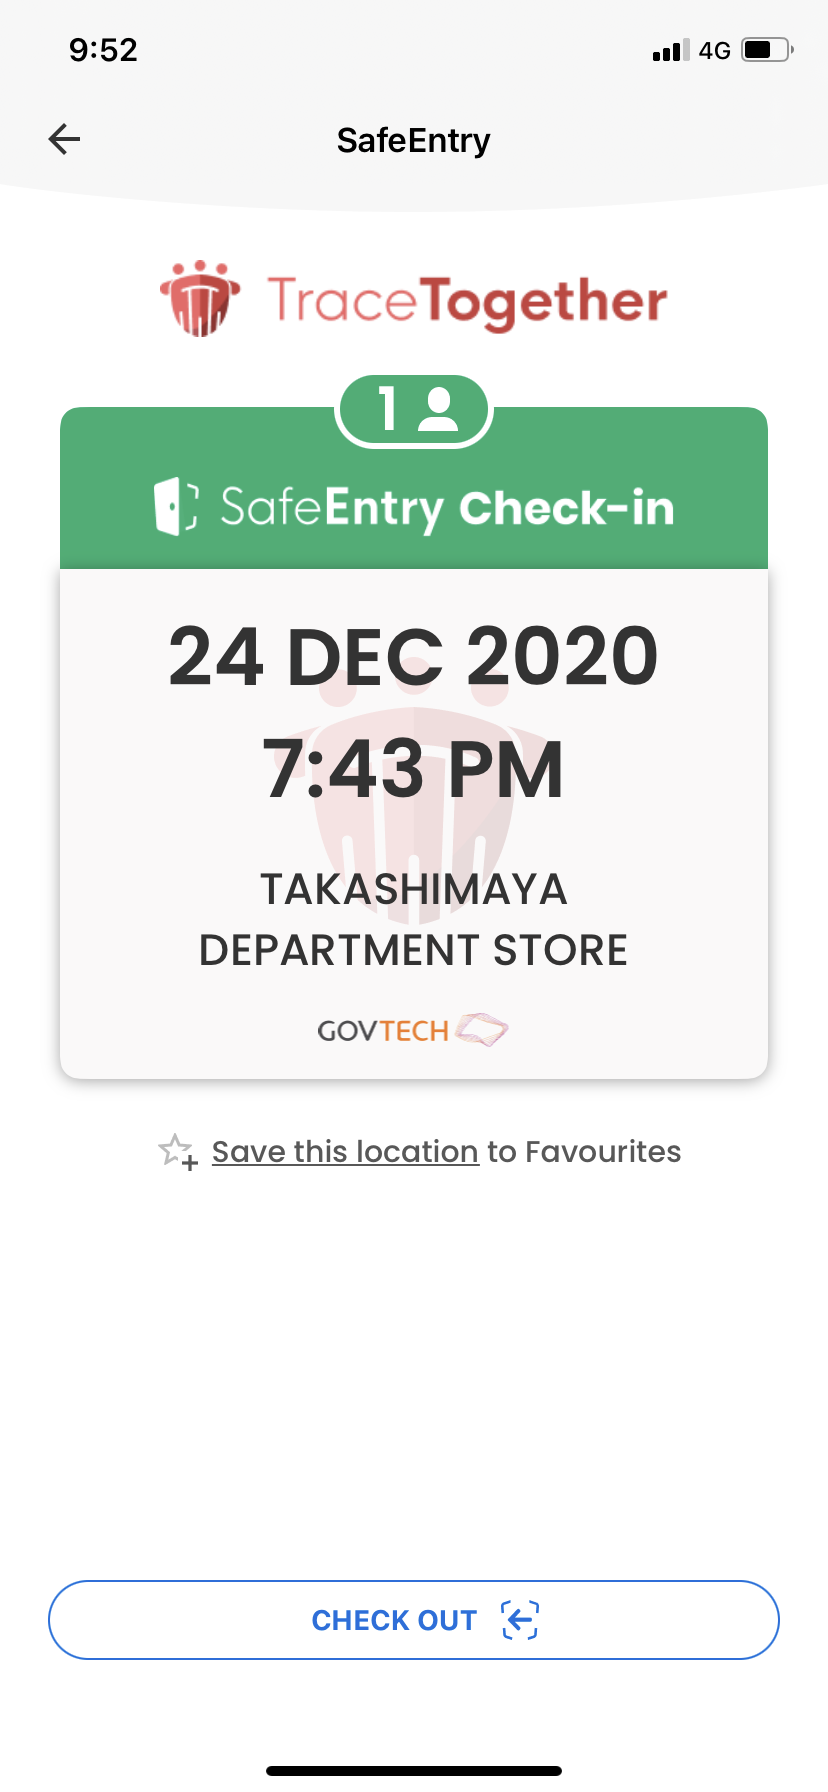 9:52
4G
SafeEntry
TraceTogether
1
SafeEntry Check-in
24 DEC 2020
7:43 PM
TAKASHIMAYA
DEPARTMENT STORE
GOVTECH
Save this location to Favourites
CHECK OUT